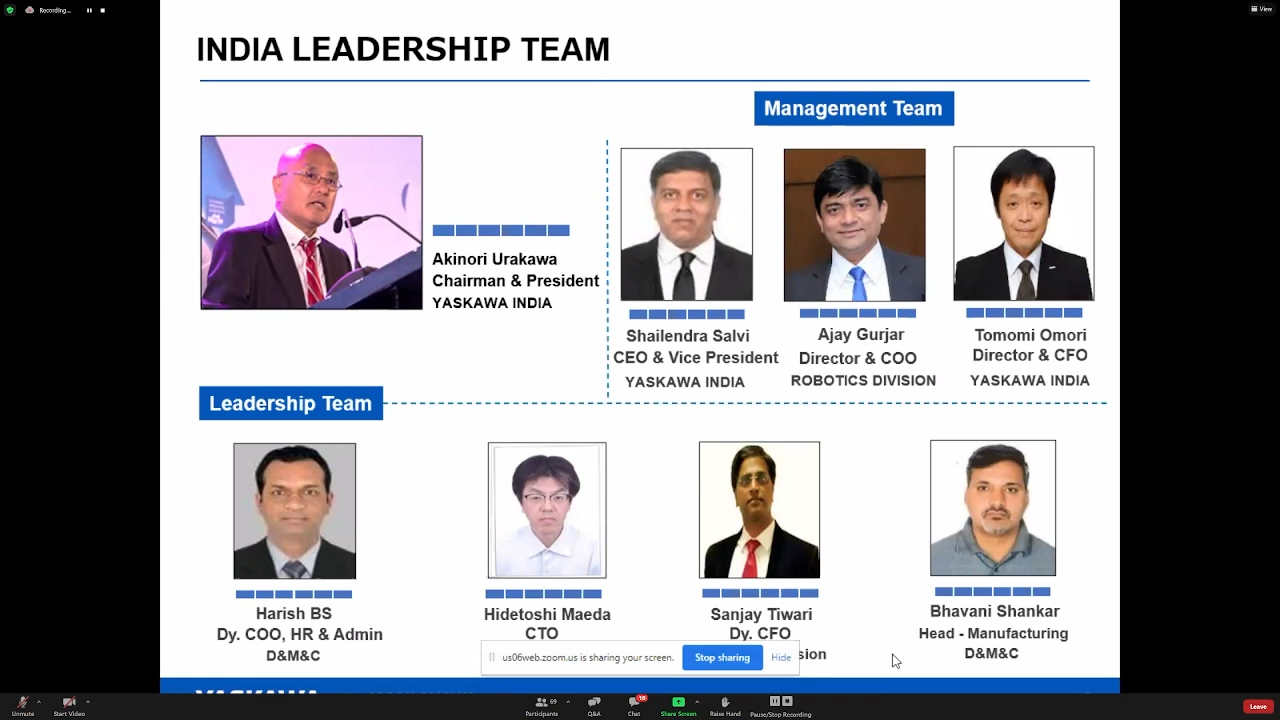 Recording...
View
INDIA LEADERSHIP TEAM
Management Team
Akinori Urakawa
Chairman & President
YASKAWA INDIA
Shailendra Salvi
CEO & Vice President
YASKAWA INDIA
Ajay Gurjar
Director & COO
ROBOTICS DIVISION
Tomomi Omori
Director & CFO
YASKAWA INDIA
Leadership Team
Harish BS
Dy. COO, HR & Admin
D&M&C
Hidetoshi Maeda
CTO
Sanjay Tiwari
Dy. CFO
sion
Bhavani Shankar
Head - Manufacturing
D&M&C
us06web.zoom.us is sharing your screen.
Stop sharing
Hide
YASKAWA
Unmute
Start Video
69
Participants
Q&A
Chat
Share Screen
Raise Hand
Pause/Stop Recording
Leave